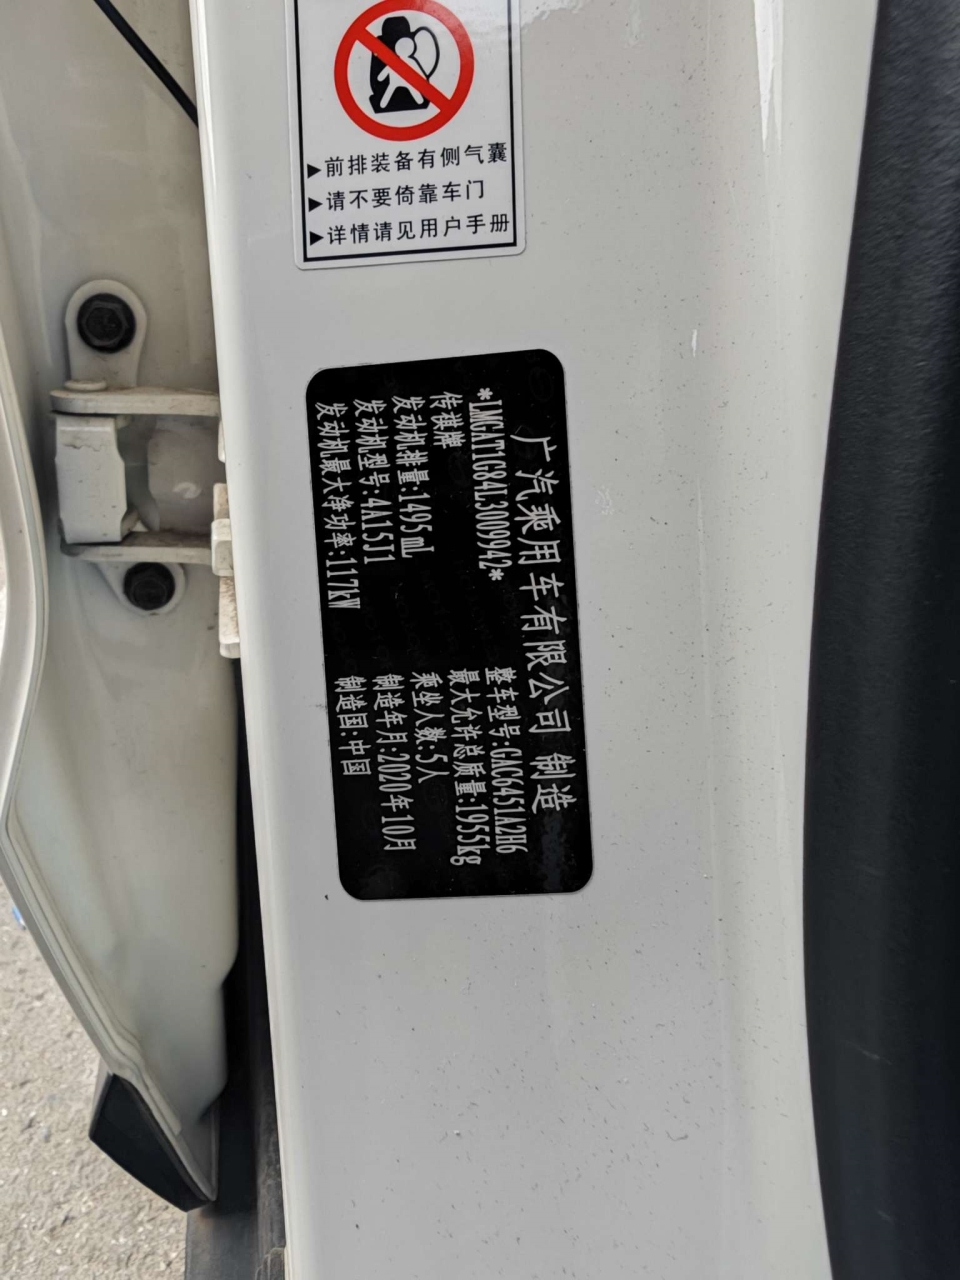 ▶前排装备有侧气囊
▶请不要倚靠车门
▶详情请见用户手册
广汽乘用车有限公司 制造
*LMGAT1G84L3009942*
整车型号:GAC6451A2H6
传祺牌
最大允许总质量:1955kg
发动机排量:1495mL
乘坐人数:5人
发动机型号:4A15J1
制造年月:2020年10月
发动机最大净功率:117kW
制造国:中国